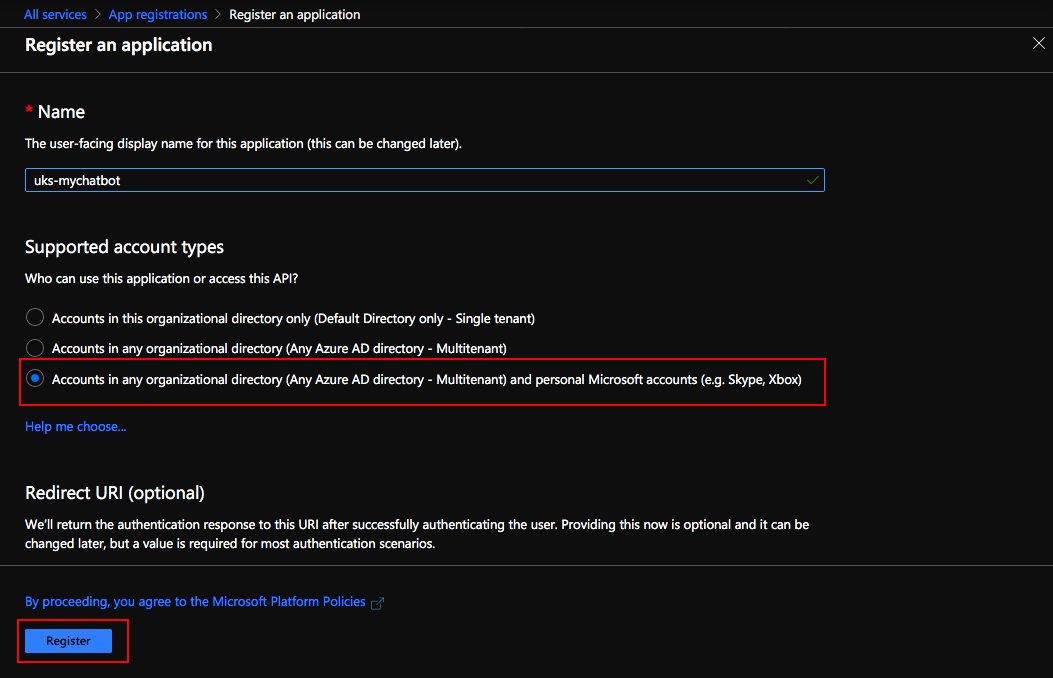 All services > App registrations > Register an application
Register an application
* Name
The user-facing display name for this application (this can be changed later).
uks-mychatbot
Supported account types
Who can use this application or access this API?
Accounts in this organizational directory only (Default Directory only - Single tenant)
Accounts in any organizational directory (Any Azure AD directory - Multitenant)
Accounts in any organizational directory (Any Azure AD directory - Multitenant) and personal Microsoft accounts (e.g. Skype, Xbox)
Help me choose...
Redirect URI (optional)
We'll return the authentication response to this URI after successfully authenticating the user. Providing this now is optional and it can be
changed later, but a value is required for most authentication scenarios.
By proceeding, you agree to the Microsoft Platform Policies
Register